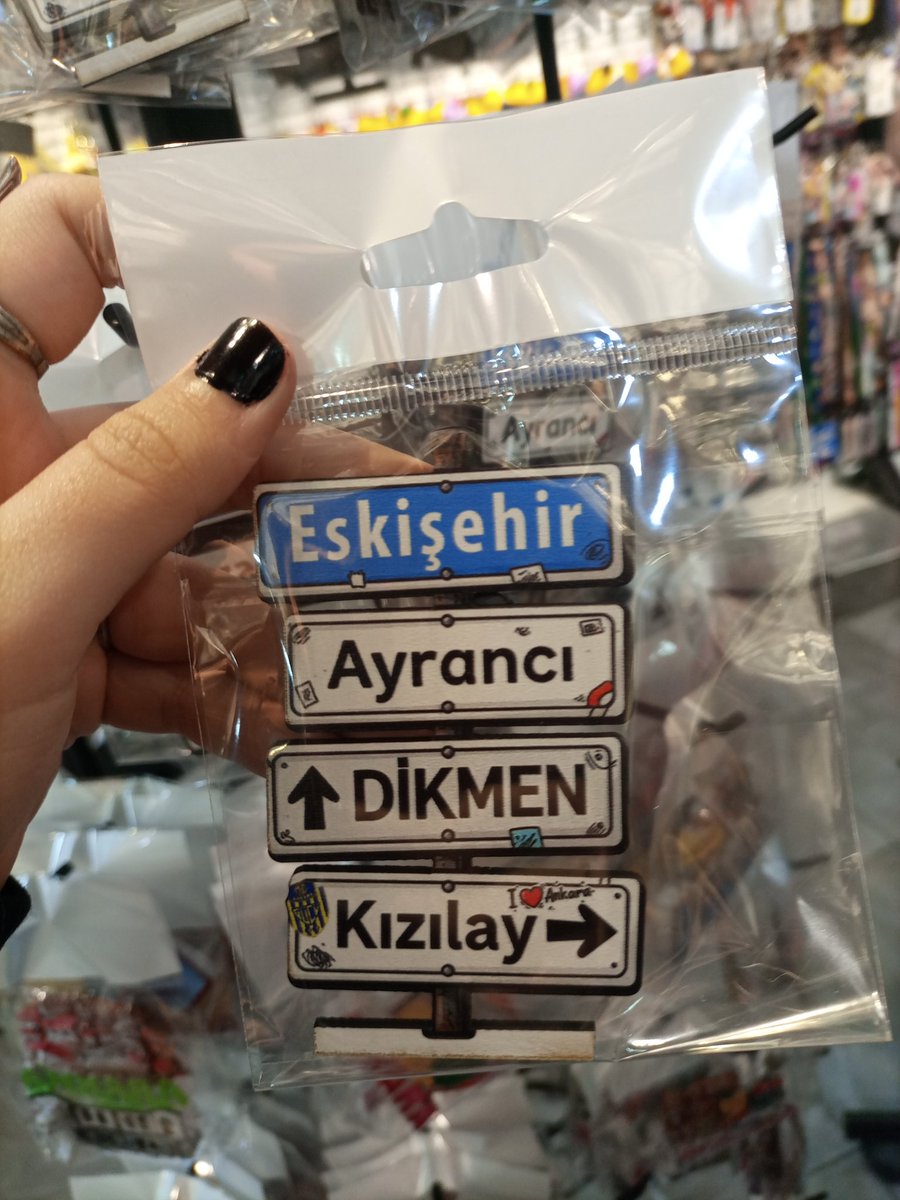 Ayrancı
Eskişehir
Ayrancı
DİKMEN
I ❤ Ankara
Kızılay